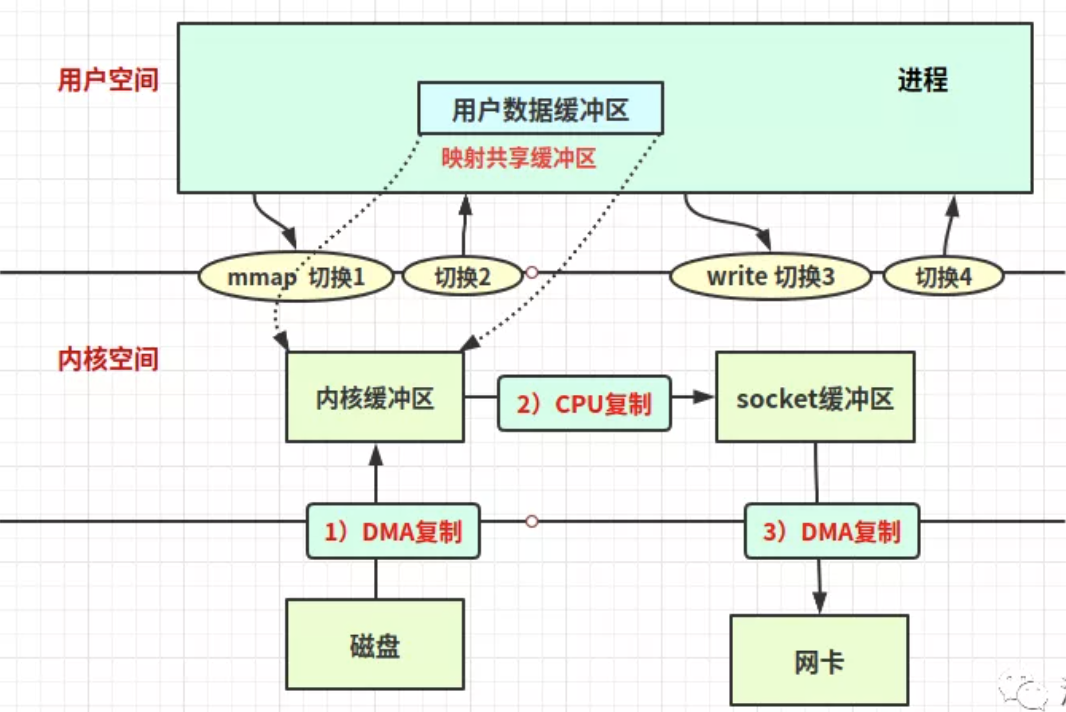 用户空间
进程
用户数据缓冲区
映射共享缓冲区
mmap 切换1
切换2
write 切换3
切换4
内核空间
内核缓冲区
2）CPU复制
socket缓冲区
1）DMA复制
3）DMA复制
磁盘
网卡